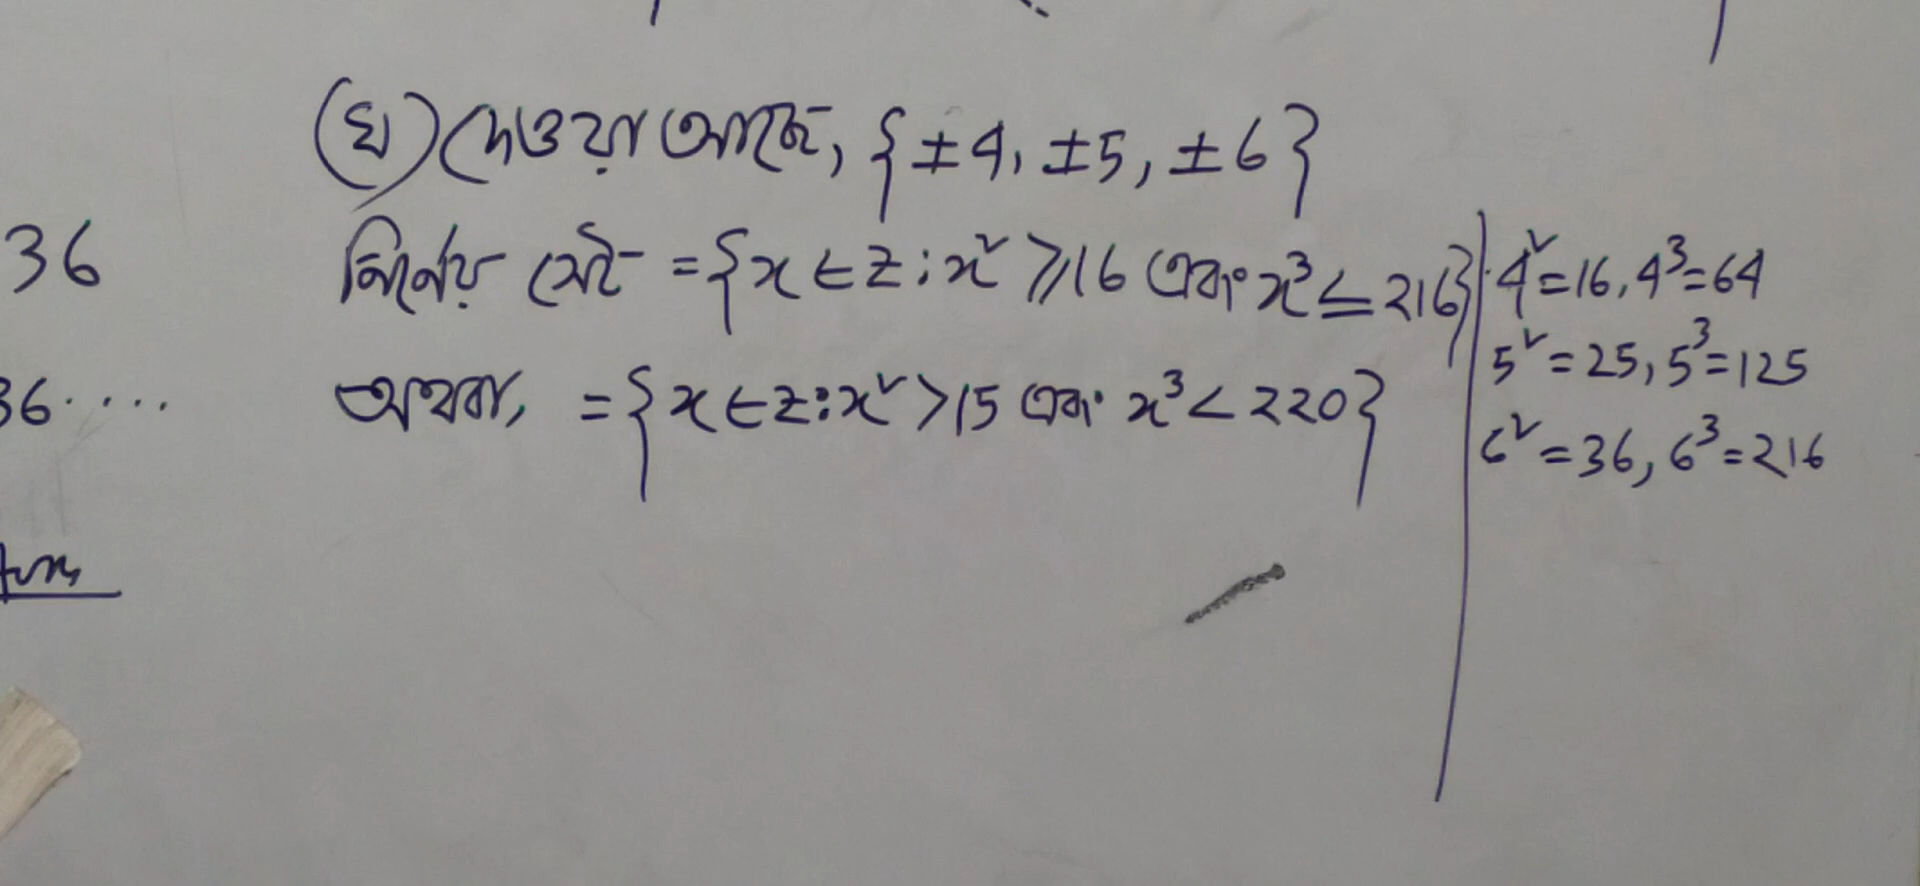 (ঘ) দেওয়া আছে, {±4, ±5, ±6}
36
নির্ণেয় সেট = {x ∈ Z : x² ≥ 16 এবং x³ ≤ 216}
4² = 16, 4³ = 64
5² = 25, 5³ = 125
36....
অথবা, = {x ∈ Z : x² > 15 এবং x³ < 220}
6² = 36, 6³ = 216